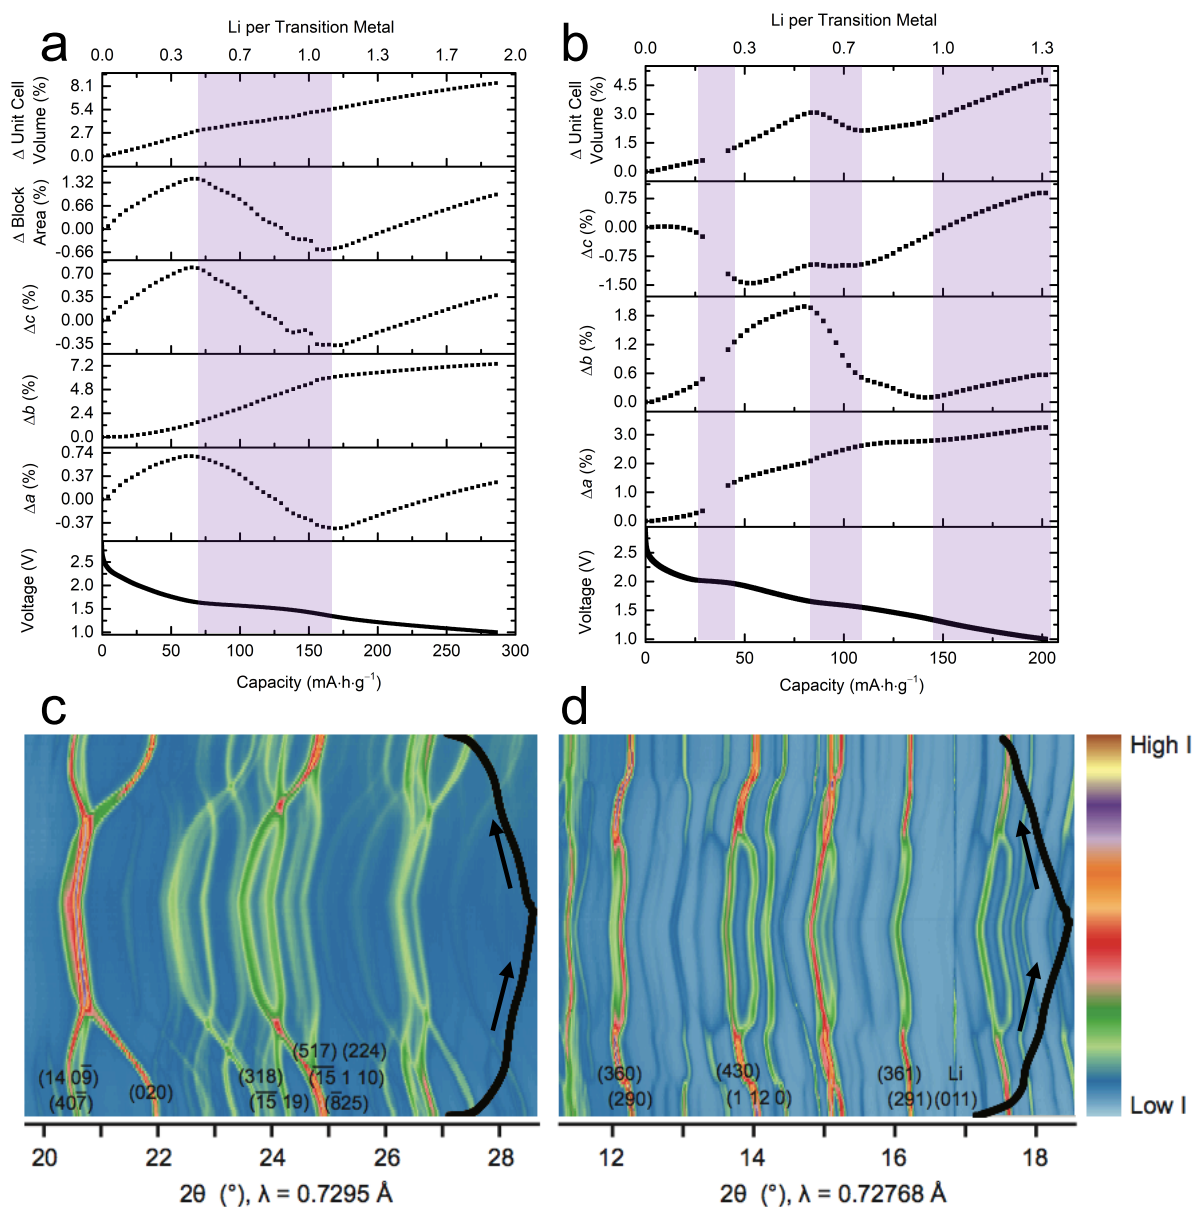 a
Li per Transition Metal
0.0 0.3 0.7 1.0 1.3 1.7 2.0
Δ Unit Cell
Volume (%)
8.1
5.4
2.7
0.0
Δ Block
Area (%)
1.32
0.66
0.00
-0.66
Δc (%)
0.70
0.35
0.00
-0.35
Δb (%)
7.2
4.8
2.4
0.0
Δa (%)
0.74
0.37
0.00
-0.37
Voltage (V)
2.5
2.0
1.5
1.0
0 50 100 150 200 250 300
Capacity (mA·h·g⁻¹)
b
Li per Transition Metal
0.0 0.3 0.7 1.0 1.3
Δ Unit Cell
Volume (%)
4.5
3.0
1.5
0.0
Δc (%)
0.75
0.00
-0.75
-1.50
Δb (%)
1.8
1.2
0.6
0.0
Δa (%)
3.0
2.0
1.0
0.0
Voltage (V)
2.5
2.0
1.5
1.0
0 50 100 150 200
Capacity (mA·h·g⁻¹)
c
(517) (224)
(14 0 9̅) (318) (1̅5̅ 1 10)
(40 7̅) (020) (1̅5̅ 19) (8̅25)
20 22 24 26 28
2θ (°), λ = 0.7295 Å
d
(360) (430) (361) Li
(290) (1 12 0) (291) (011)
12 14 16 18
2θ (°), λ = 0.72768 Å
High I
Low I